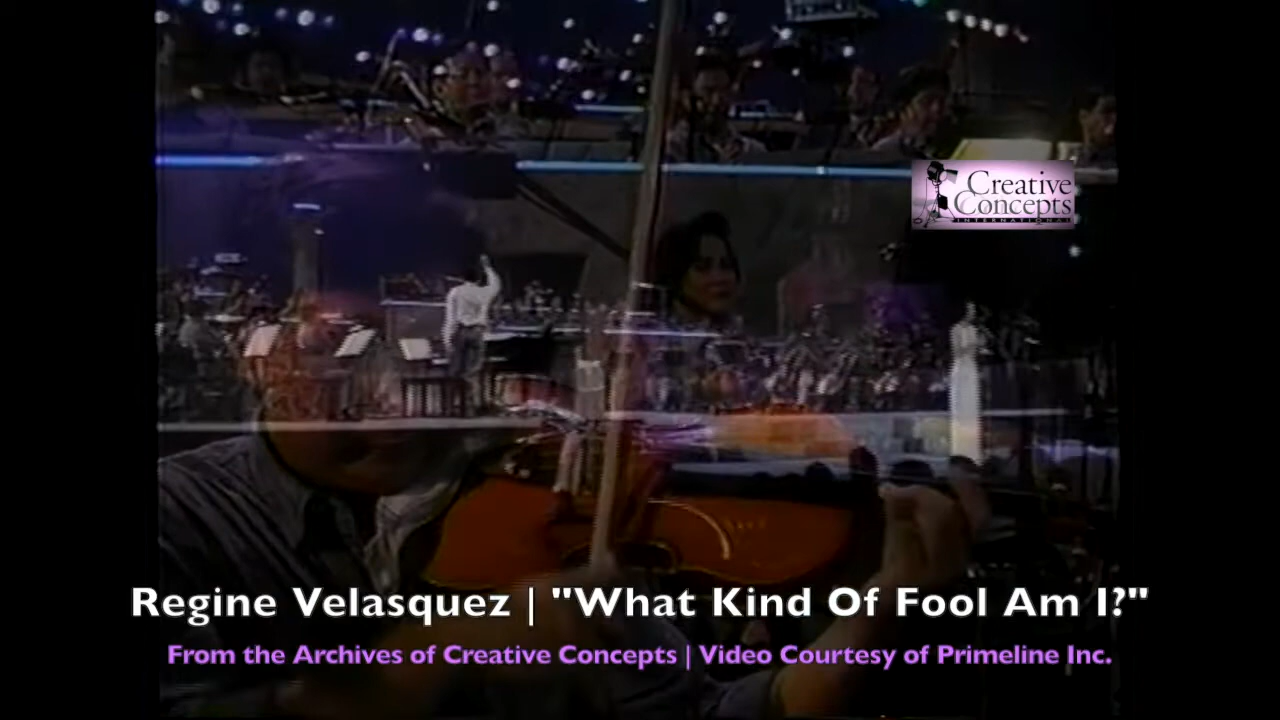 Creative
Concepts
INTERNATIONAL
Regine Velasquez | "What Kind Of Fool Am I?"
From the Archives of Creative Concepts | Video Courtesy of Primeline Inc.